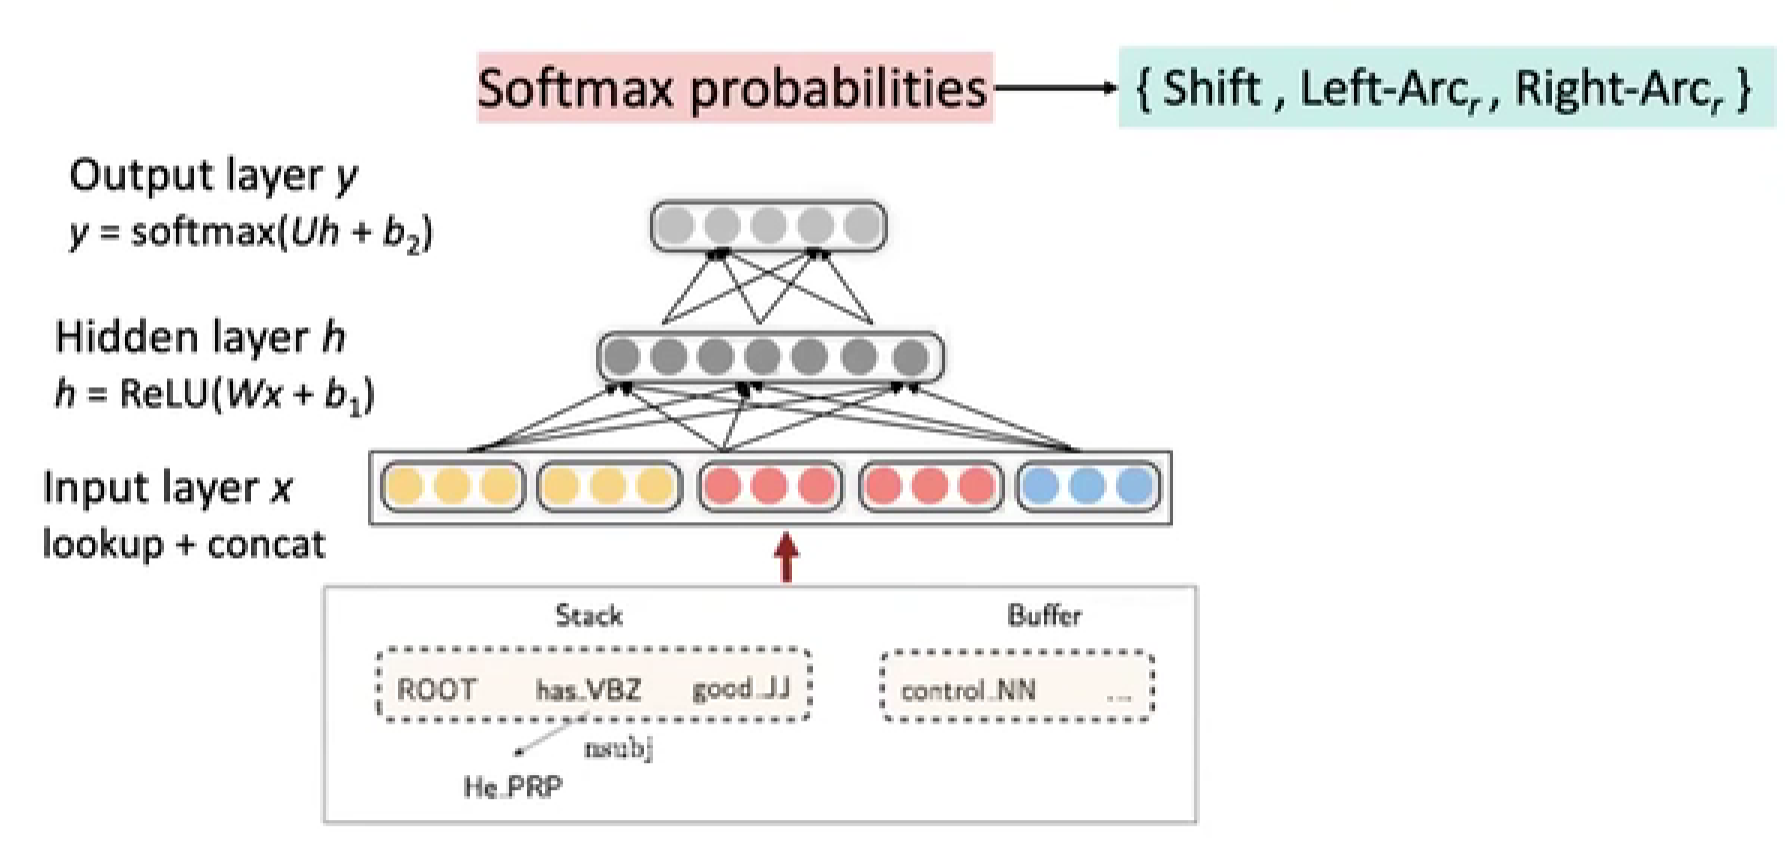 Softmax probabilities
{ Shift , Left-Arcᵣ , Right-Arcᵣ }
Output layer y
y = softmax(Uh + b₂)
Hidden layer h
h = ReLU(Wx + b₁)
Input layer x
lookup + concat
Stack
Buffer
ROOT has_VBZ good_JJ
control_NN ...
nsubj
He_PRP